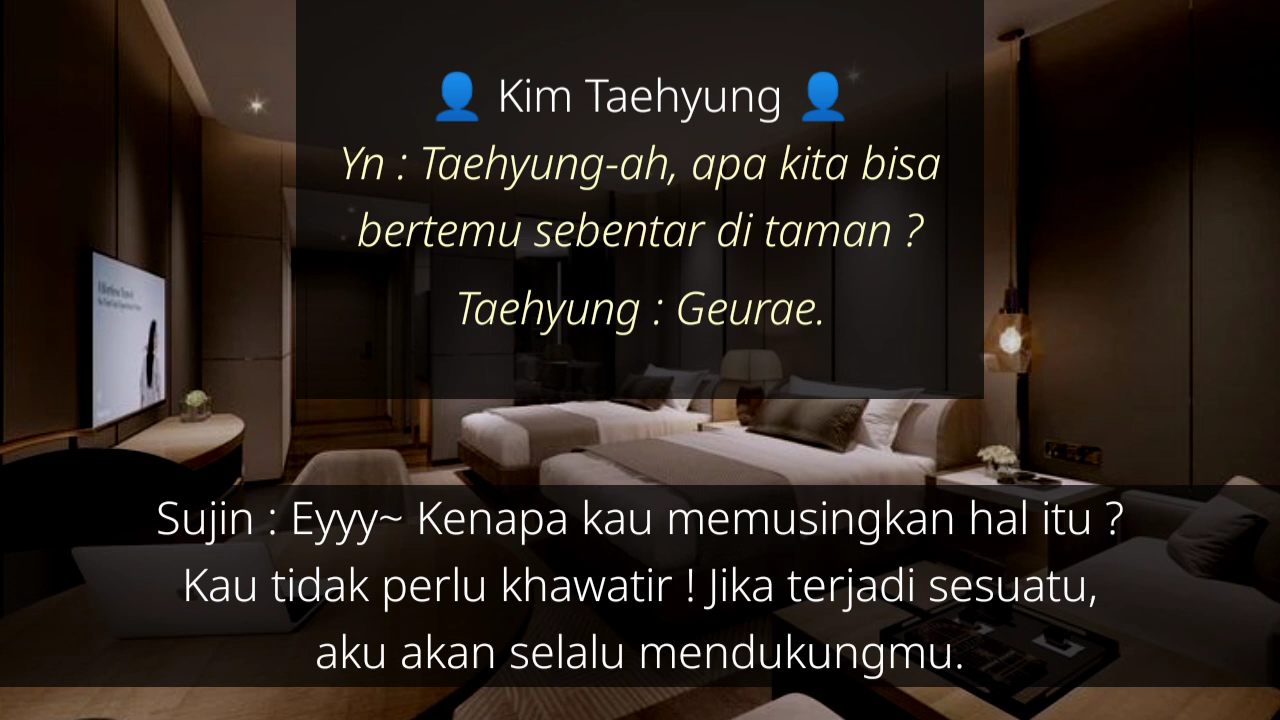 👤 Kim Taehyung 👤
Yn : Taehyung-ah, apa kita bisa
bertemu sebentar di taman ?
Taehyung : Geurae.
Sujin : Eyyy~ Kenapa kau memusingkan hal itu ?
Kau tidak perlu khawatir ! Jika terjadi sesuatu,
aku akan selalu mendukungmu.